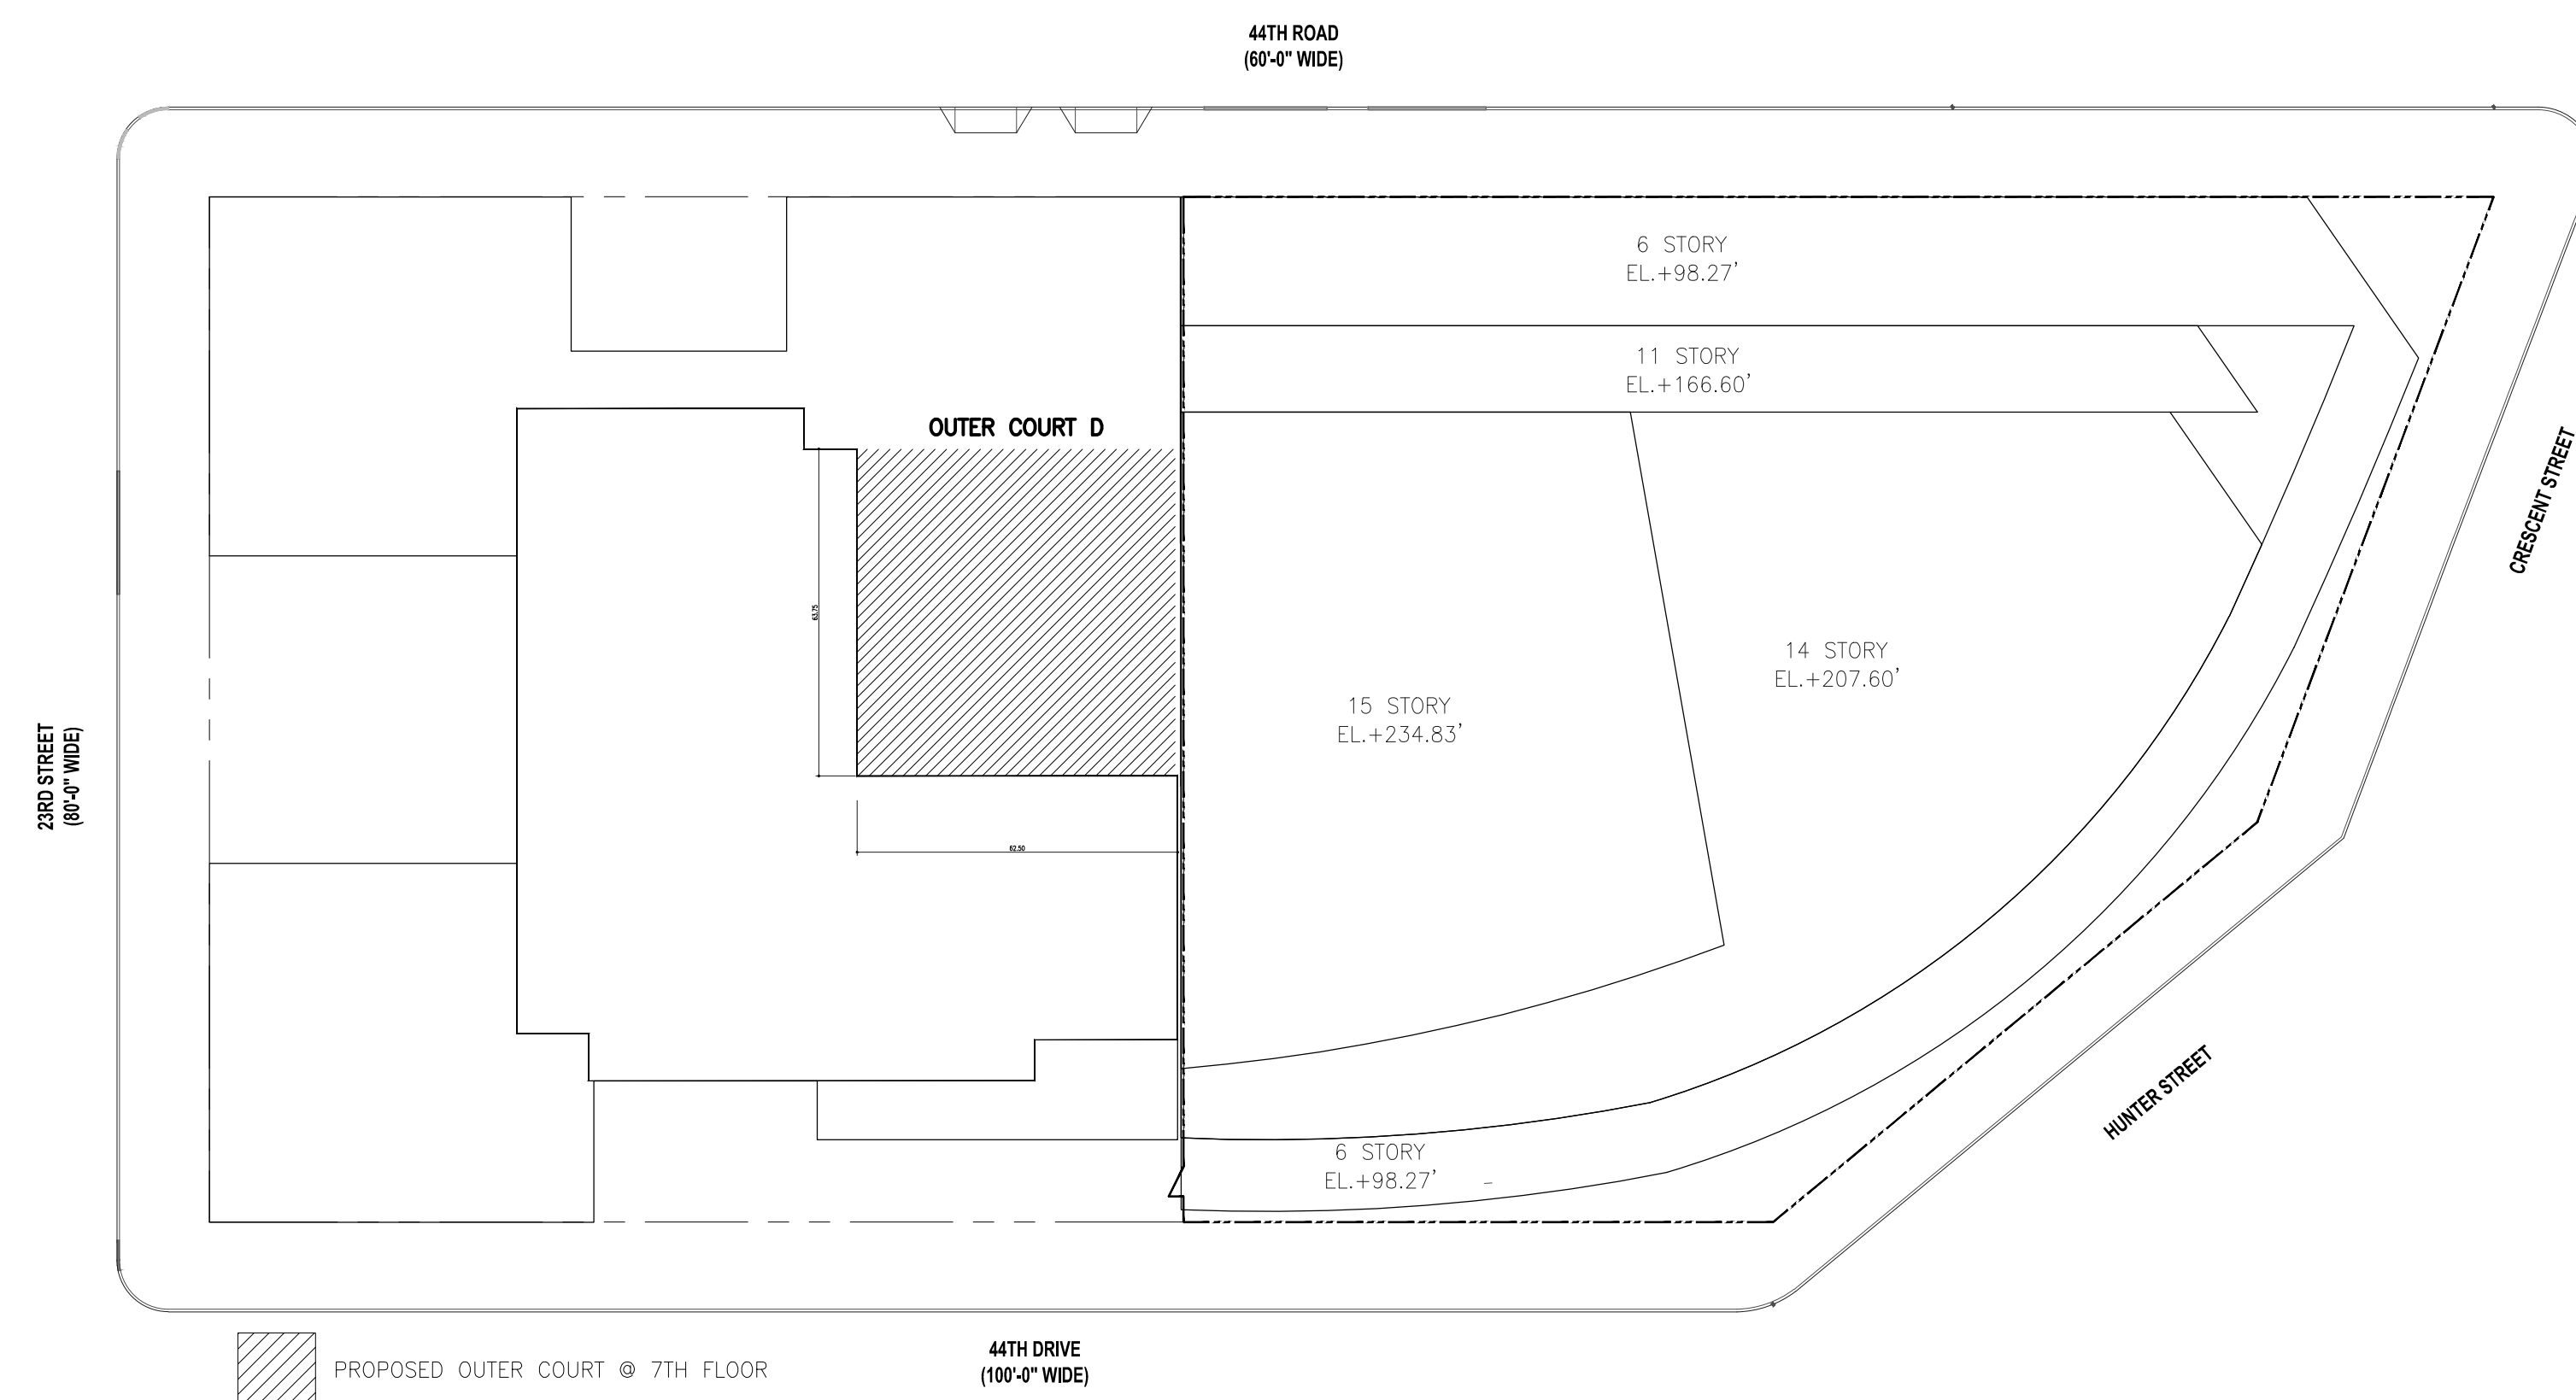 44TH ROAD
(60'-0" WIDE)
6 STORY
EL.+98.27'
11 STORY
EL.+166.60'
OUTER COURT D
CRESCENT STREET
63.75
14 STORY
EL.+207.60'
15 STORY
EL.+234.83'
23RD STREET
(80'-0" WIDE)
62.50
HUNTER STREET
6 STORY
EL.+98.27'
44TH DRIVE
(100'-0" WIDE)
PROPOSED OUTER COURT @ 7TH FLOOR